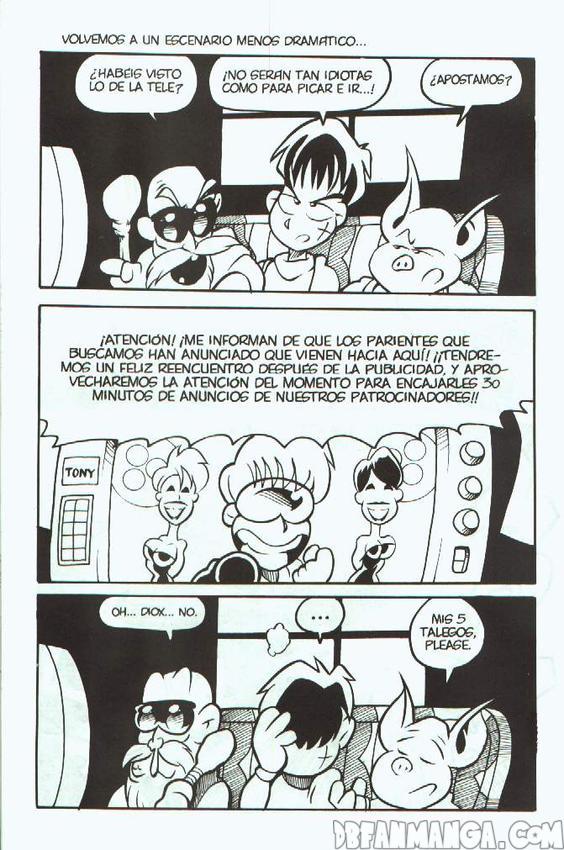 VOLVEMOS A UN ESCENARIO MENOS DRAMATICO...
¿HABÉIS VISTO
LO DE LA TELE?
¡NO SERÁN TAN IDIOTAS
COMO PARA PICAR E IR...!
¿APOSTAMOS?
¡ATENCIÓN! ¡ME INFORMAN DE QUE LOS PARIENTES QUE
BUSCAMOS HAN ANUNCIADO QUE VIENEN HACIA AQUÍ! ¡¡TENDRE-
MOS UN FELIZ REENCUENTRO DESPUÉS DE LA PUBLICIDAD, Y APRO-
VECHAREMOS LA ATENCIÓN DEL MOMENTO PARA ENCAJARLES 30
MINUTOS DE ANUNCIOS DE NUESTROS PATROCINADORES!!
TONY
OH... DIOX... NO.
...
MIS 5
TALEGOS,
PLEASE.
DBFANMANGA.COM